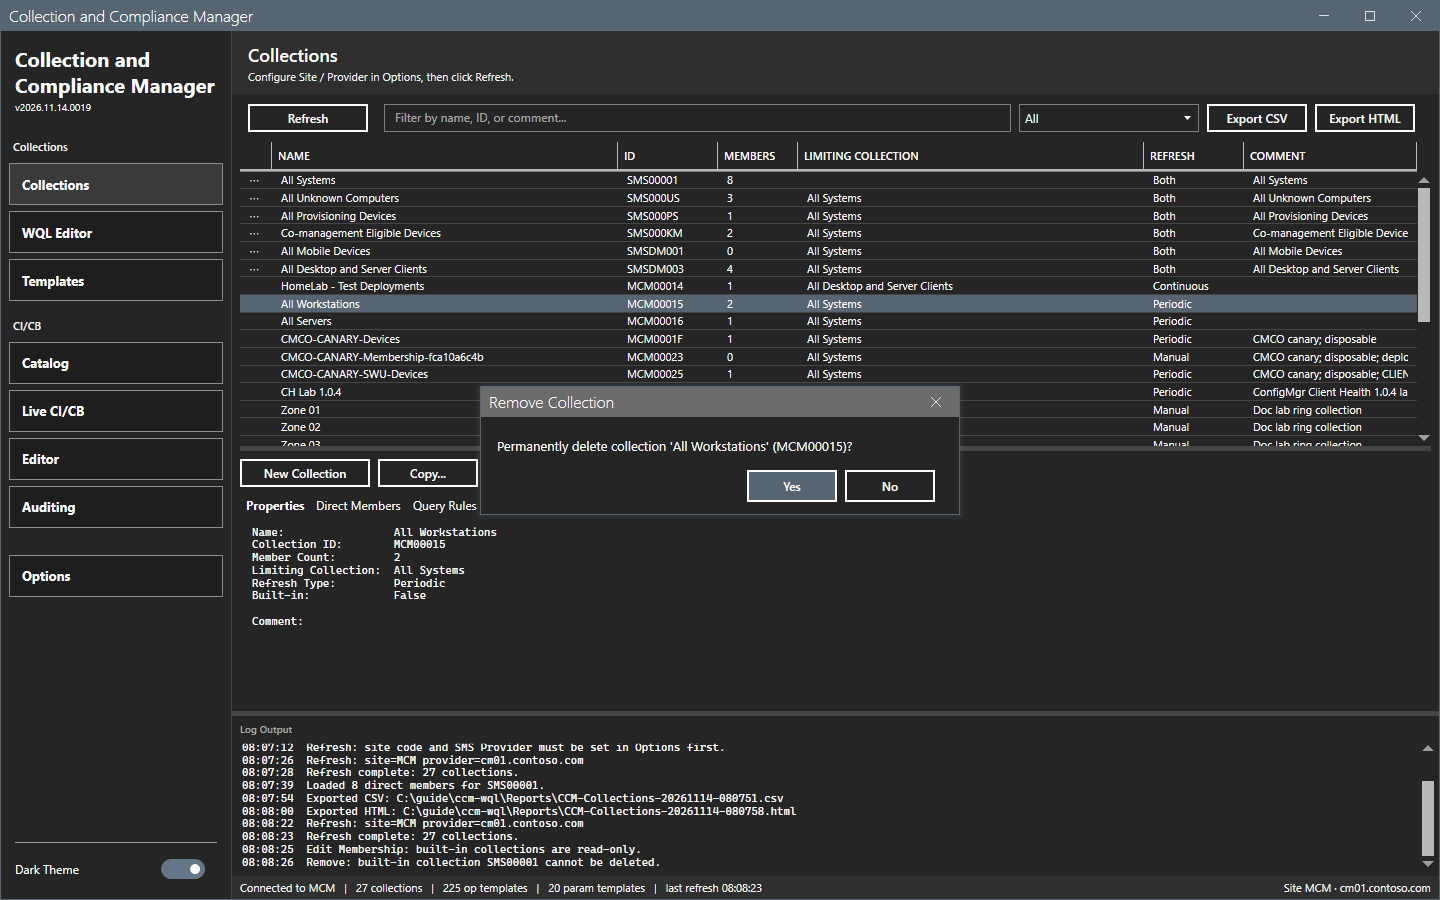 Collection and Compliance Manager
Collection and
Compliance Manager
v2026.11.14.0019
Collections
Collections
WQL Editor
Templates
CI/CB
Catalog
Live CI/CB
Editor
Auditing
Options
Dark Theme
Collections
Configure Site / Provider in Options, then click Refresh.
Refresh
Filter by name, ID, or comment...
All
Export CSV
Export HTML
NAME ID MEMBERS LIMITING COLLECTION REFRESH COMMENT
... All Systems SMS00001 8 Both All Systems
... All Unknown Computers SMS000US 3 All Systems Both All Unknown Computers
... All Provisioning Devices SMS000PS 1 All Systems Both All Provisioning Devices
... Co-management Eligible Devices SMS000KM 2 All Systems Both Co-management Eligible Device
... All Mobile Devices SMSDM001 0 All Systems Both All Mobile Devices
... All Desktop and Server Clients SMSDM003 4 All Systems Both All Desktop and Server Clients
HomeLab - Test Deployments MCM00014 1 All Desktop and Server Clients Continuous
All Workstations MCM00015 2 All Systems Periodic
All Servers MCM00016 1 All Systems Periodic
CMCO-CANARY-Devices MCM0001F 1 All Systems Periodic CMCO canary; disposable
CMCO-CANARY-Membership-fca10a6c4b MCM00023 0 All Systems Manual CMCO canary; disposable; deplo
CMCO-CANARY-SWU-Devices MCM00025 1 All Systems Periodic CMCO canary; disposable; CLIEN
CH Lab 1.0.4 Periodic ConfigMgr Client Health 1.0.4 la
Zone 01 Manual Doc lab ring collection
Zone 02 Manual Doc lab ring collection
Zone 03 Manual Doc lab ring collection
Remove Collection
Permanently delete collection 'All Workstations' (MCM00015)?
Yes
No
New Collection
Copy...
Properties Direct Members Query Rules
Name: All Workstations
Collection ID: MCM00015
Member Count: 2
Limiting Collection: All Systems
Refresh Type: Periodic
Built-in: False
Comment:
Log Output
08:07:12 Refresh: site code and SMS Provider must be set in Options first.
08:07:26 Refresh: site=MCM provider=cm01.contoso.com
08:07:28 Refresh complete: 27 collections.
08:07:39 Loaded 8 direct members for SMS00001.
08:07:54 Exported CSV: C:\guide\ccm-wql\Reports\CCM-Collections-20261114-080751.csv
08:08:00 Exported HTML: C:\guide\ccm-wql\Reports\CCM-Collections-20261114-080758.html
08:08:22 Refresh: site=MCM provider=cm01.contoso.com
08:08:23 Refresh complete: 27 collections.
08:08:25 Edit Membership: built-in collections are read-only.
08:08:26 Remove: built-in collection SMS00001 cannot be deleted.
Connected to MCM | 27 collections | 225 op templates | 20 param templates | last refresh 08:08:23
Site MCM · cm01.contoso.com